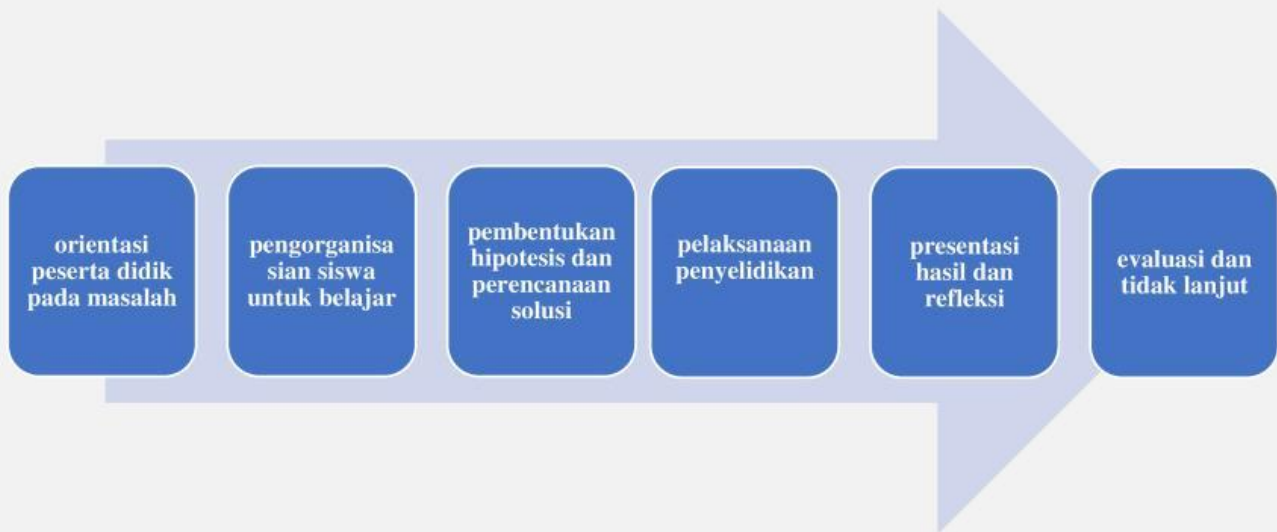 orientasi
peserta didik
pada masalah
pengorganisa
sian siswa
untuk belajar
pembentukan
hipotesis dan
perencanaan
solusi
pelaksanaan
penyelidikan
presentasi
hasil dan
refleksi
evaluasi dan
tidak lanjut